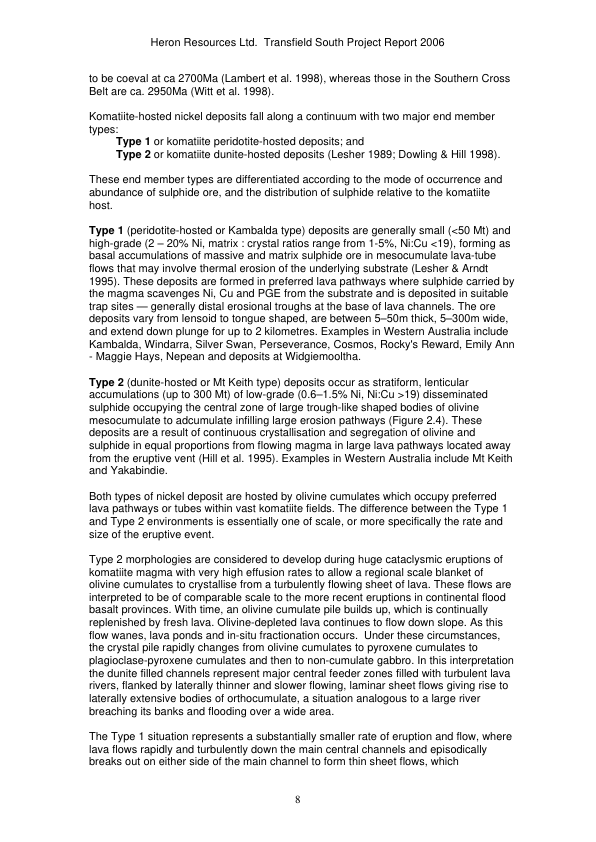 Heron Resources Ltd.  Transfield South Project Report 2006
to be coeval at ca 2700Ma (Lambert et al. 1998), whereas those in the Southern Cross
Belt are ca. 2950Ma (Witt et al. 1998).
Komatiite-hosted nickel deposits fall along a continuum with two major end member
types:
Type 1 or komatiite peridotite-hosted deposits; and
Type 2 or komatiite dunite-hosted deposits (Lesher 1989; Dowling & Hill 1998).
These end member types are differentiated according to the mode of occurrence and
abundance of sulphide ore, and the distribution of sulphide relative to the komatiite
host.
Type 1 (peridotite-hosted or Kambalda type) deposits are generally small (<50 Mt) and
high-grade (2 – 20% Ni, matrix : crystal ratios range from 1-5%, Ni:Cu <19), forming as
basal accumulations of massive and matrix sulphide ore in mesocumulate lava-tube
flows that may involve thermal erosion of the underlying substrate (Lesher & Arndt
1995). These deposits are formed in preferred lava pathways where sulphide carried by
the magma scavenges Ni, Cu and PGE from the substrate and is deposited in suitable
trap sites — generally distal erosional troughs at the base of lava channels. The ore
deposits vary from lensoid to tongue shaped, are between 5–50m thick, 5–300m wide,
and extend down plunge for up to 2 kilometres. Examples in Western Australia include
Kambalda, Windarra, Silver Swan, Perseverance, Cosmos, Rocky's Reward, Emily Ann
- Maggie Hays, Nepean and deposits at Widgiemooltha.
Type 2 (dunite-hosted or Mt Keith type) deposits occur as stratiform, lenticular
accumulations (up to 300 Mt) of low-grade (0.6–1.5% Ni, Ni:Cu >19) disseminated
sulphide occupying the central zone of large trough-like shaped bodies of olivine
mesocumulate to adcumulate infilling large erosion pathways (Figure 2.4). These
deposits are a result of continuous crystallisation and segregation of olivine and
sulphide in equal proportions from flowing magma in large lava pathways located away
from the eruptive vent (Hill et al. 1995). Examples in Western Australia include Mt Keith
and Yakabindie.
Both types of nickel deposit are hosted by olivine cumulates which occupy preferred
lava pathways or tubes within vast komatiite fields. The difference between the Type 1
and Type 2 environments is essentially one of scale, or more specifically the rate and
size of the eruptive event.
Type 2 morphologies are considered to develop during huge cataclysmic eruptions of
komatiite magma with very high effusion rates to allow a regional scale blanket of
olivine cumulates to crystallise from a turbulently flowing sheet of lava. These flows are
interpreted to be of comparable scale to the more recent eruptions in continental flood
basalt provinces. With time, an olivine cumulate pile builds up, which is continually
replenished by fresh lava. Olivine-depleted lava continues to flow down slope. As this
flow wanes, lava ponds and in-situ fractionation occurs.  Under these circumstances,
the crystal pile rapidly changes from olivine cumulates to pyroxene cumulates to
plagioclase-pyroxene cumulates and then to non-cumulate gabbro. In this interpretation
the dunite filled channels represent major central feeder zones filled with turbulent lava
rivers, flanked by laterally thinner and slower flowing, laminar sheet flows giving rise to
laterally extensive bodies of orthocumulate, a situation analogous to a large river
breaching its banks and flooding over a wide area.
The Type 1 situation represents a substantially smaller rate of eruption and flow, where
lava flows rapidly and turbulently down the main central channels and episodically
breaks out on either side of the main channel to form thin sheet flows, which
8